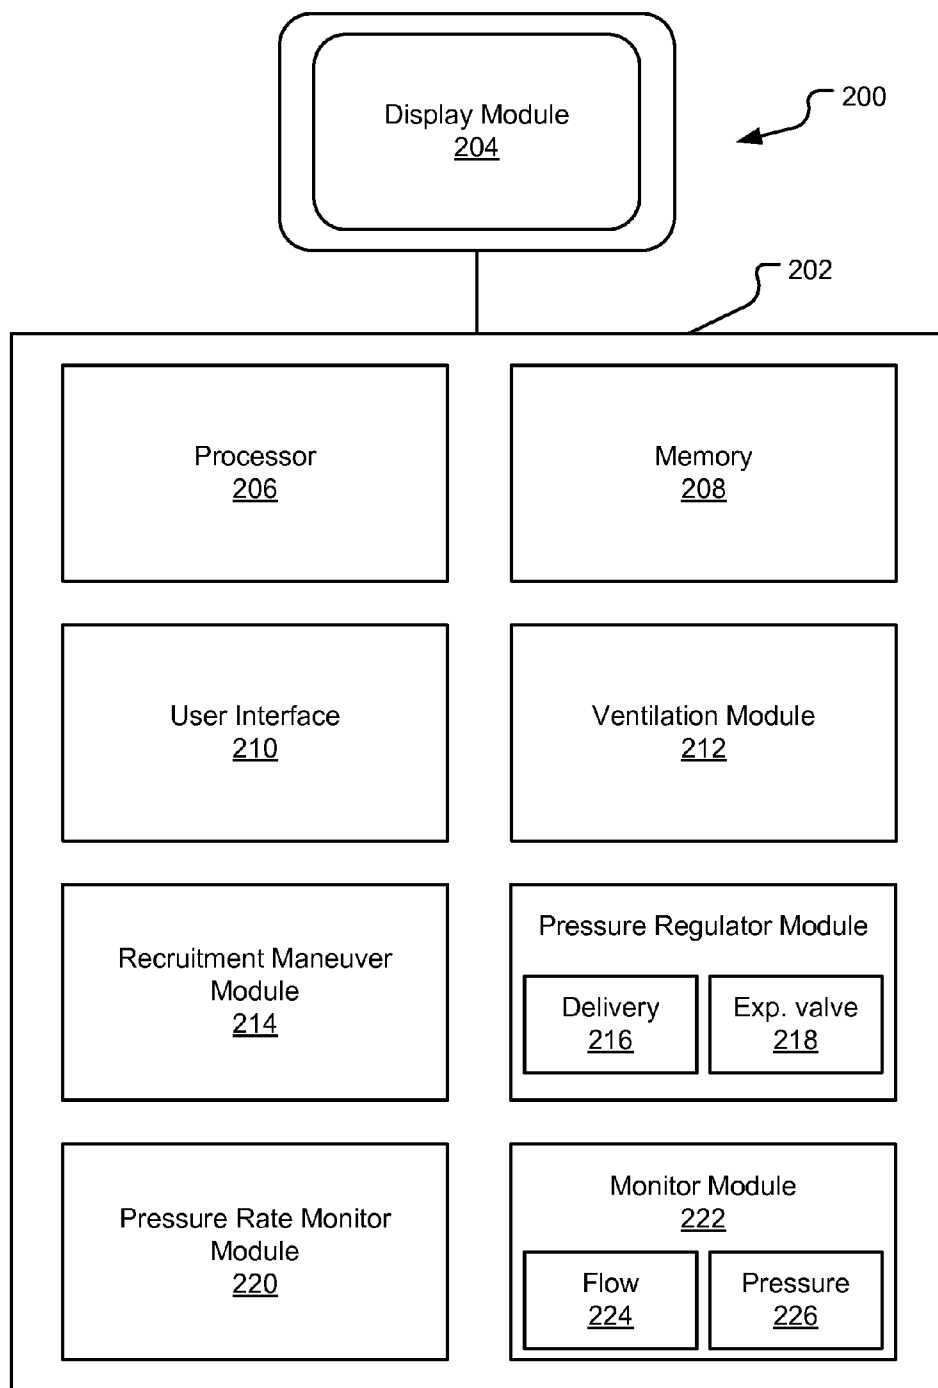 Display Module
204
200
202
Processor
206
Memory
208
User Interface
210
Ventilation Module
212
Recruitment Maneuver
Module
214
Pressure Regulator Module
Delivery
216
Exp. valve
218
Pressure Rate Monitor
Module
220
Monitor Module
222
Flow
224
Pressure
226